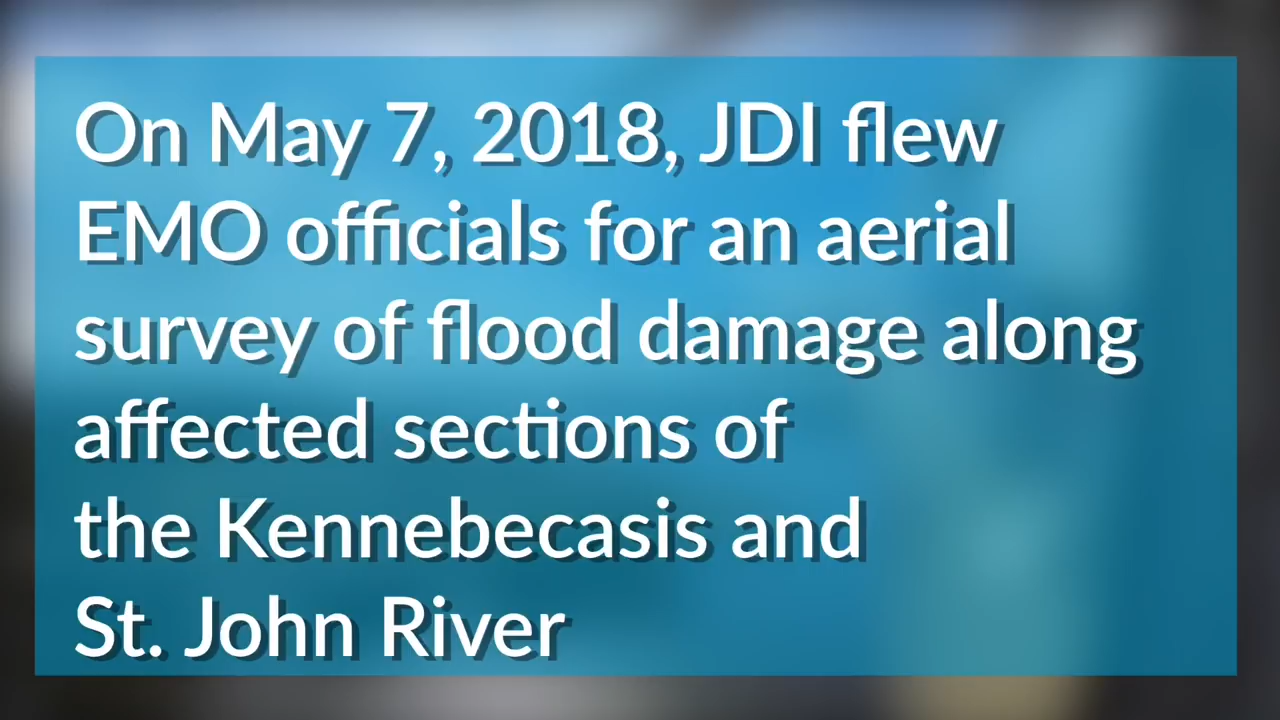 On May 7, 2018, JDI flew
EMO officials for an aerial
survey of flood damage along
affected sections of
the Kennebecasis and
St. John River